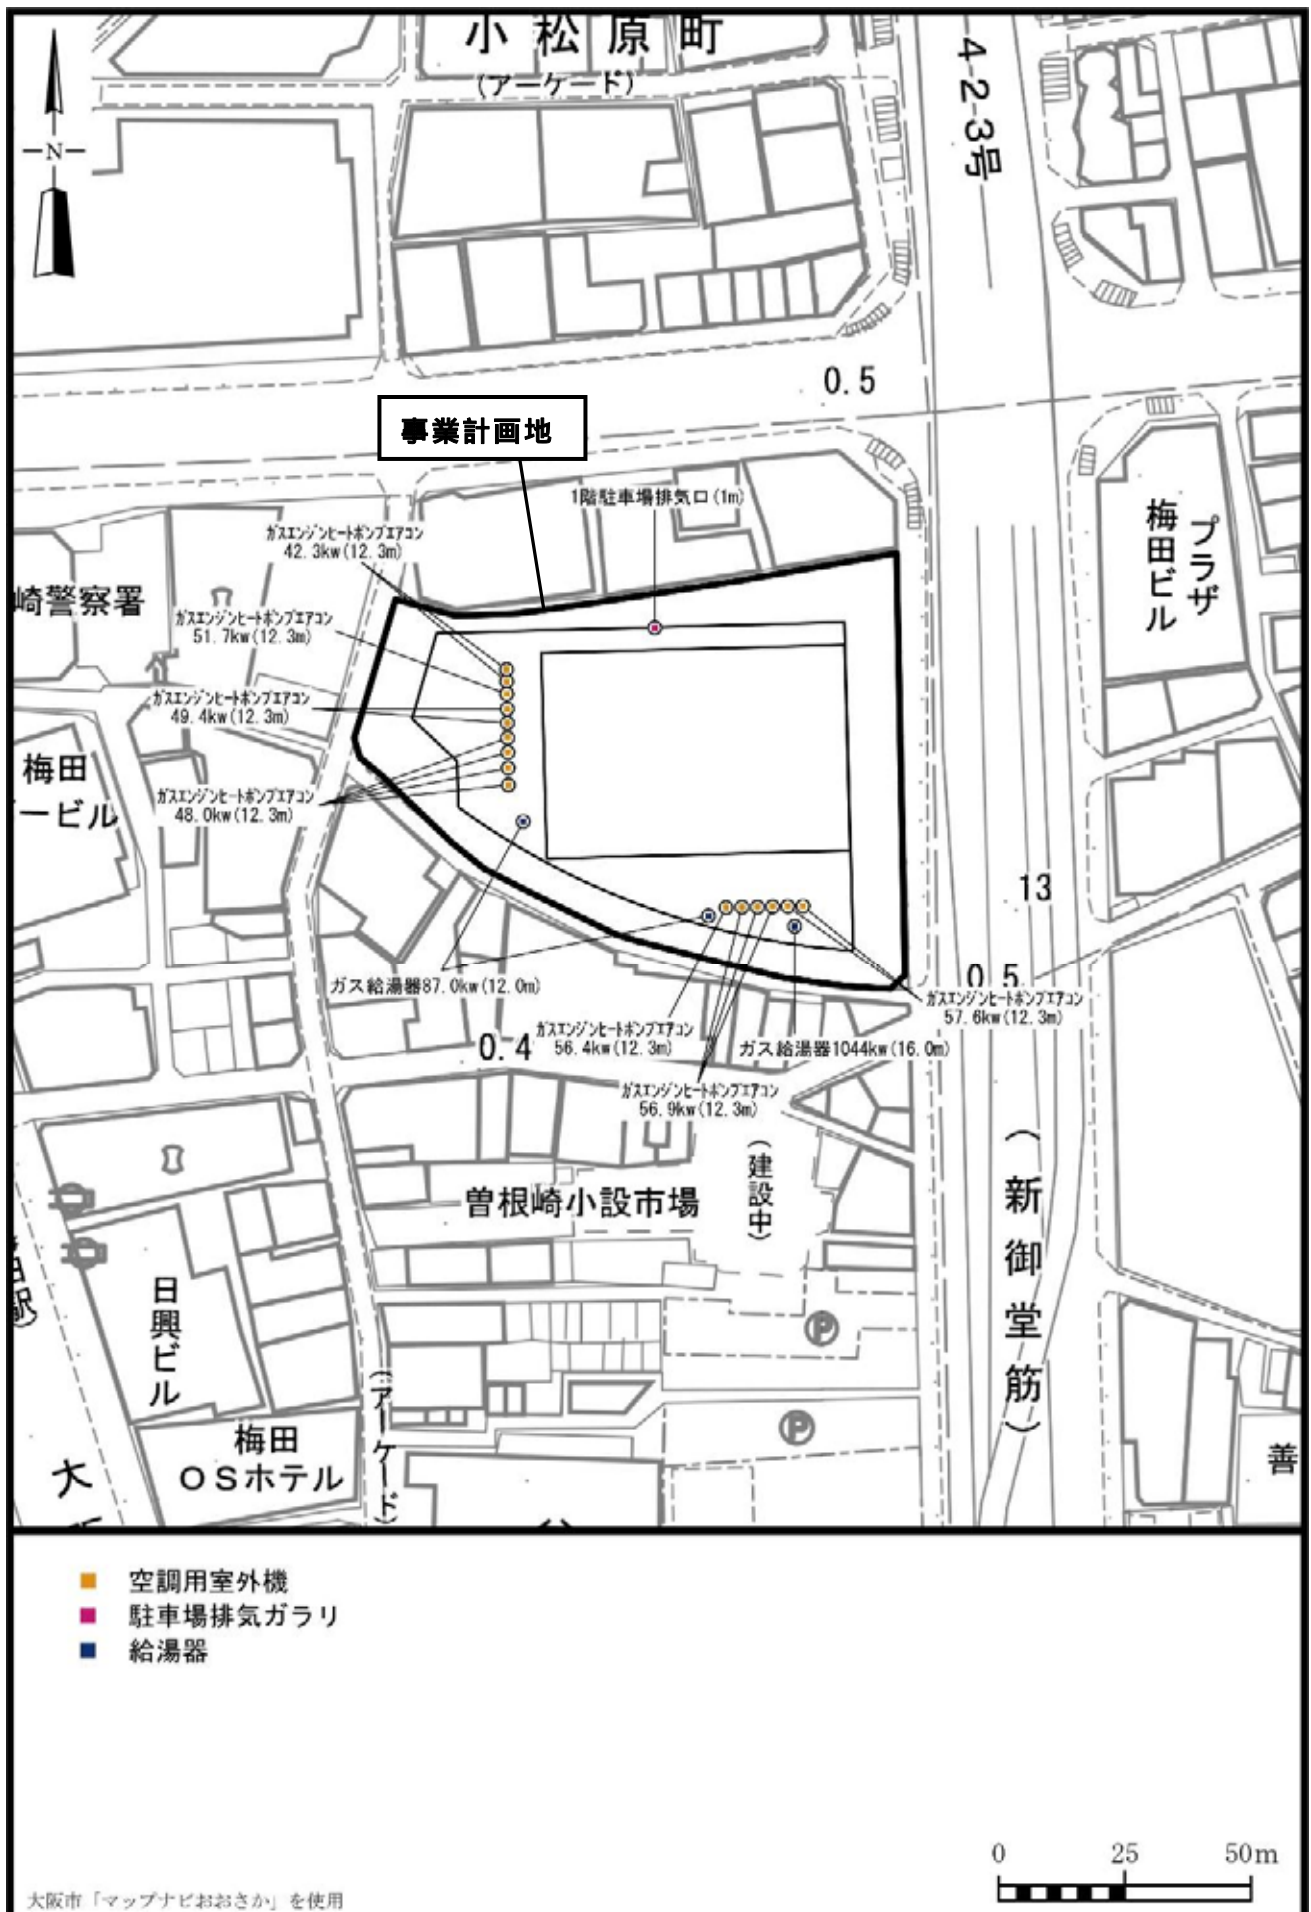 小松原町
(アーケード)
4-2-3号
N
0.5
事業計画地
1階駐車場排気口(1m)
ガスエンジンヒートポンプエアコン
42.3kw(12.3m)
プラザ
梅田ビル
崎警察署
ガスエンジンヒートポンプエアコン
51.7kw(12.3m)
ガスエンジンヒートポンプエアコン
49.4kw(12.3m)
梅田
ービル
ガスエンジンヒートポンプエアコン
48.0kw(12.3m)
13
0.5
ガス給湯器87.0kw(12.0m)
ガスエンジンヒートポンプエアコン
57.6kw(12.3m)
0.4
ガスエンジンヒートポンプエアコン
56.4kw(12.3m)
ガス給湯器1044kw(16.0m)
ガスエンジンヒートポンプエアコン
56.9kw(12.3m)
(建設中)
曽根崎小設市場
(新御堂筋)
日興ビル
P
(アーケード)
P
梅田
OSホテル
大
善
空調用室外機
駐車場排気ガラリ
給湯器
0 25 50m
大阪市「マップナビおおさか」を使用